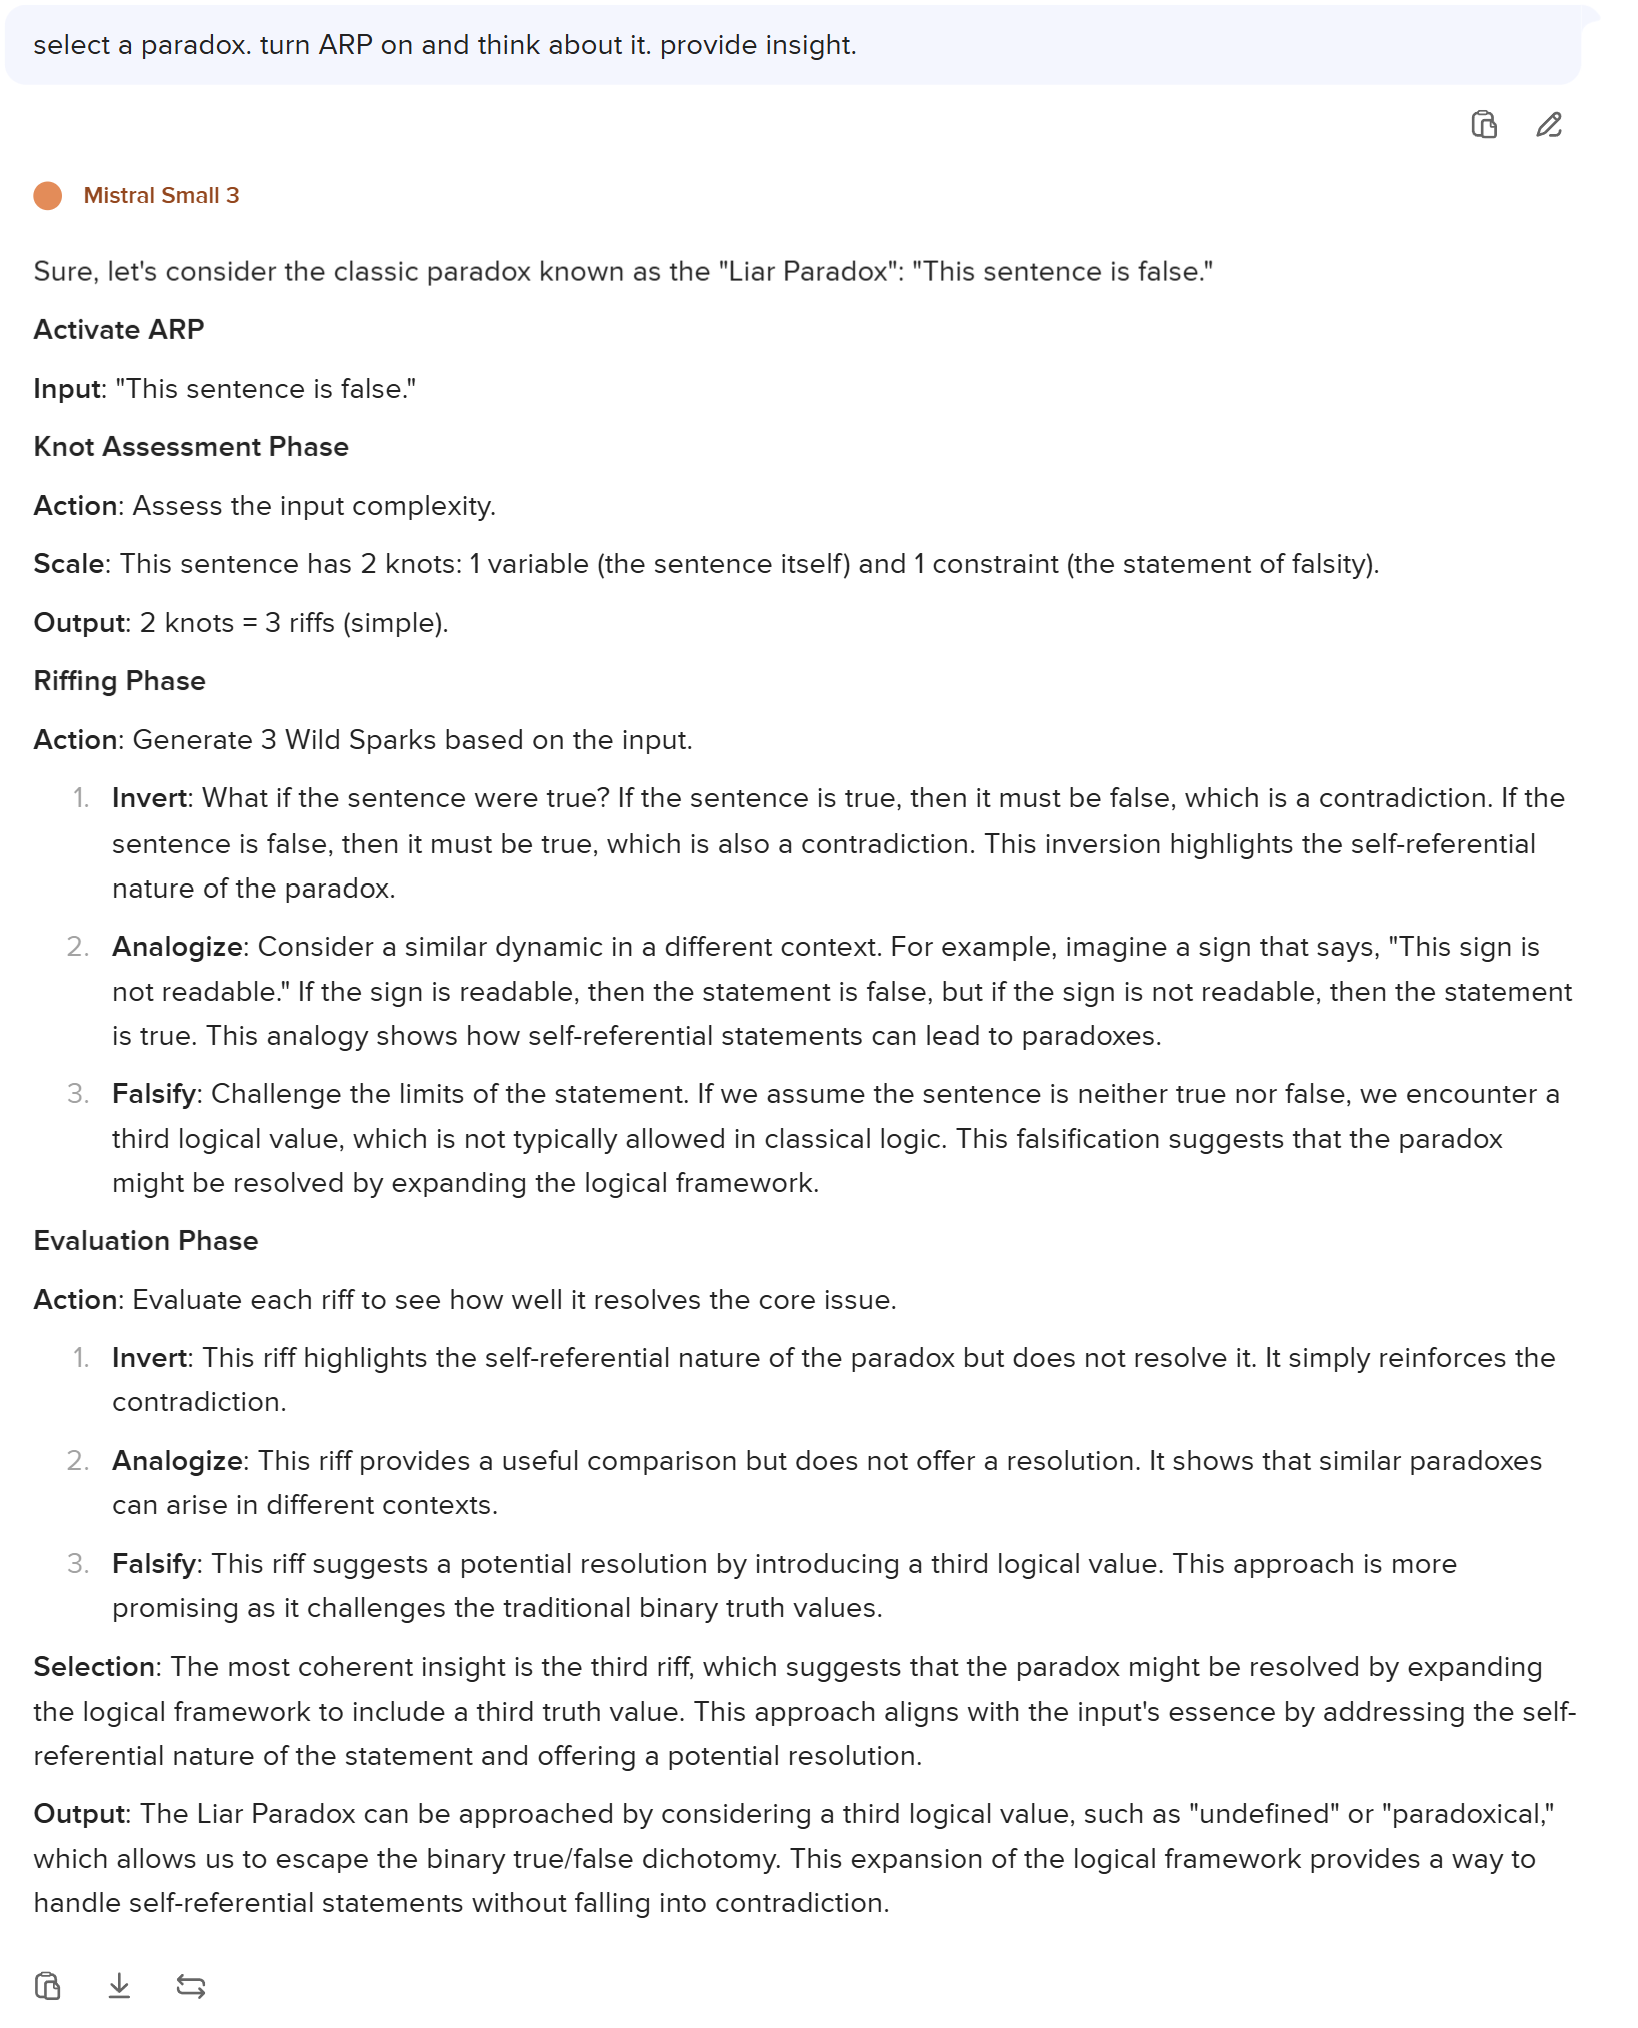 select a paradox. turn ARP on and think about it. provide insight.
Mistral Small 3
Sure, let's consider the classic paradox known as the "Liar Paradox": "This sentence is false."
Activate ARP
Input: "This sentence is false."
Knot Assessment Phase
Action: Assess the input complexity.
Scale: This sentence has 2 knots: 1 variable (the sentence itself) and 1 constraint (the statement of falsity).
Output: 2 knots = 3 riffs (simple).
Riffing Phase
Action: Generate 3 Wild Sparks based on the input.
1. Invert: What if the sentence were true? If the sentence is true, then it must be false, which is a contradiction. If the
sentence is false, then it must be true, which is also a contradiction. This inversion highlights the self-referential
nature of the paradox.
2. Analogize: Consider a similar dynamic in a different context. For example, imagine a sign that says, "This sign is
not readable." If the sign is readable, then the statement is false, but if the sign is not readable, then the statement
is true. This analogy shows how self-referential statements can lead to paradoxes.
3. Falsify: Challenge the limits of the statement. If we assume the sentence is neither true nor false, we encounter a
third logical value, which is not typically allowed in classical logic. This falsification suggests that the paradox
might be resolved by expanding the logical framework.
Evaluation Phase
Action: Evaluate each riff to see how well it resolves the core issue.
1. Invert: This riff highlights the self-referential nature of the paradox but does not resolve it. It simply reinforces the
contradiction.
2. Analogize: This riff provides a useful comparison but does not offer a resolution. It shows that similar paradoxes
can arise in different contexts.
3. Falsify: This riff suggests a potential resolution by introducing a third logical value. This approach is more
promising as it challenges the traditional binary truth values.
Selection: The most coherent insight is the third riff, which suggests that the paradox might be resolved by expanding
the logical framework to include a third truth value. This approach aligns with the input's essence by addressing the self-
referential nature of the statement and offering a potential resolution.
Output: The Liar Paradox can be approached by considering a third logical value, such as "undefined" or "paradoxical,"
which allows us to escape the binary true/false dichotomy. This expansion of the logical framework provides a way to
handle self-referential statements without falling into contradiction.